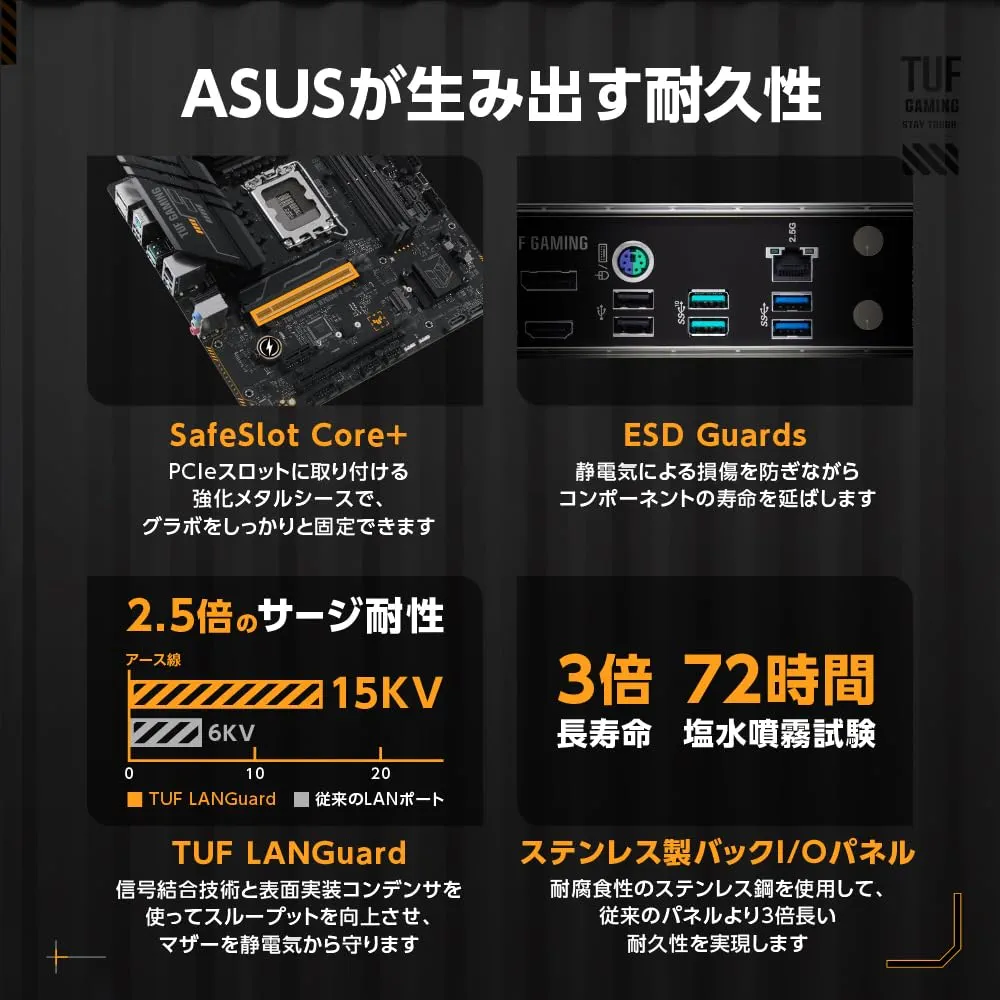 ASUSが生み出す耐久性
TUF
GAMING
STAY TOUGH
TUF GAMING
F GAMING
2.5G
SS 10
SS
SafeSlot Core+
PCIeスロットに取り付ける
強化メタルシースで、
グラボをしっかりと固定できます
ESD Guards
静電気による損傷を防ぎながら
コンポーネントの寿命を延ばします
2.5倍のサージ耐性
アース線
15KV
6KV
0 10 20
TUF LANGuard 従来のLANポート
3倍 72時間
長寿命 塩水噴霧試験
TUF LANGuard
信号結合技術と表面実装コンデンサを
使ってスループットを向上させ、
マザーを静電気から守ります
ステンレス製バックI/Oパネル
耐腐食性のステンレス鋼を使用して、
従来のパネルより3倍長い
耐久性を実現します